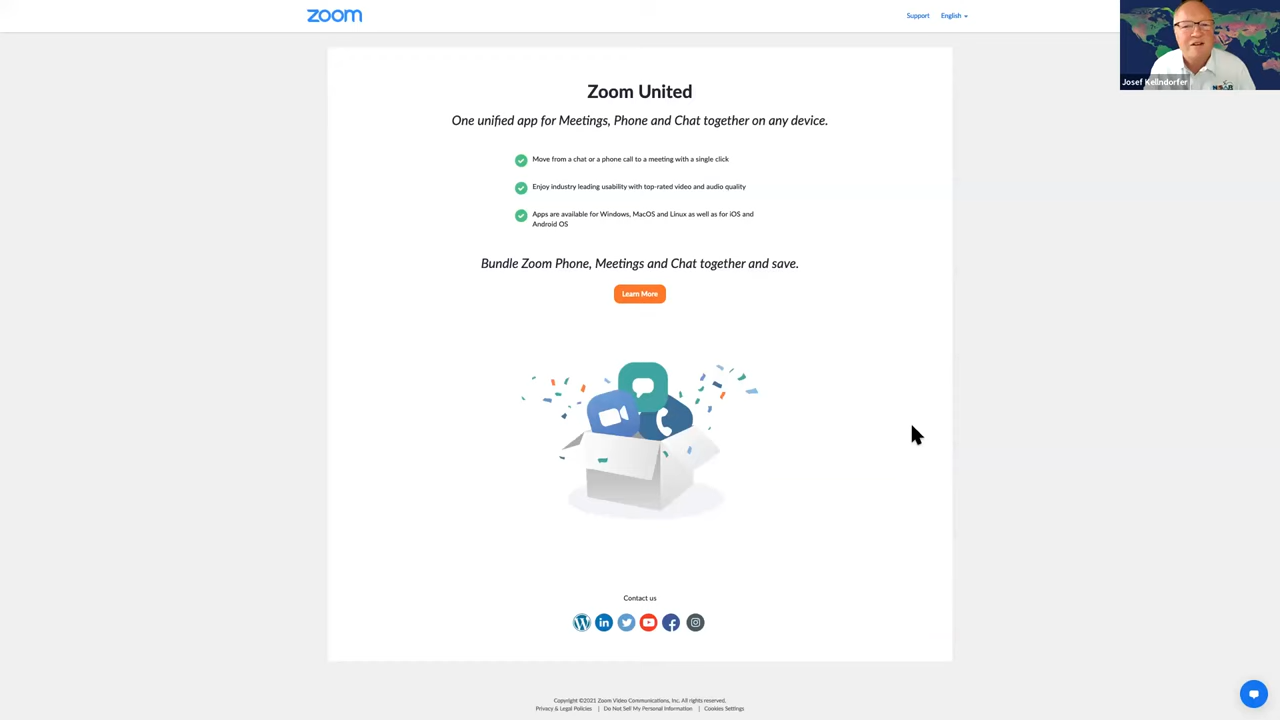 zoom
Support
English
Josef Kellndorfer
Zoom United
One unified app for Meetings, Phone and Chat together on any device.
Move from a chat or a phone call to a meeting with a single click
Enjoy industry leading usability with top-rated video and audio quality
Apps are available for Windows, MacOS and Linux as well as for iOS and
Android OS
Bundle Zoom Phone, Meetings and Chat together and save.
Learn More
Contact us
Copyright ©2021 Zoom Video Communications, Inc. All rights reserved.
Privacy & Legal Policies | Do Not Sell My Personal Information | Cookies Settings